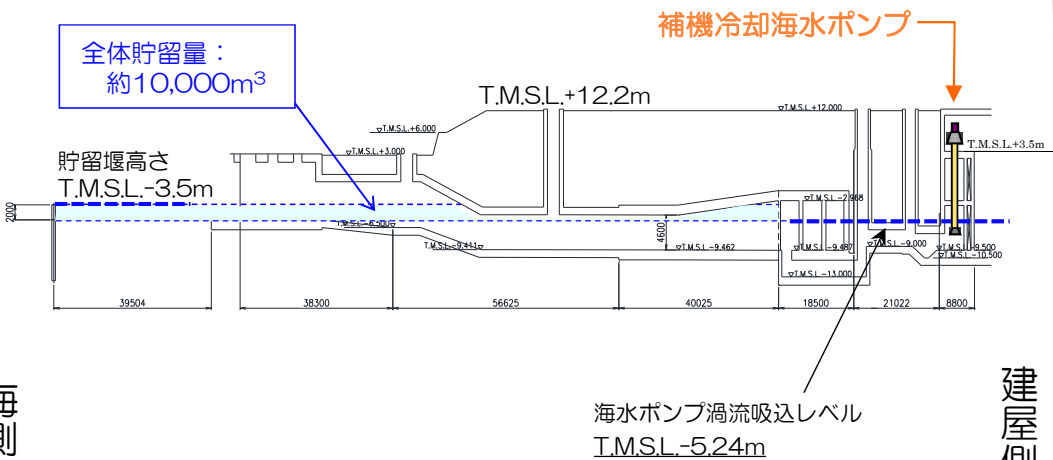 補機冷却海水ポンプ
全体貯留量：
約10,000m³
T.M.S.L.+12.2m
▽T.M.S.L.+12.000
▽T.M.S.L.+6.000
▽T.M.S.L.+3.000
T.M.S.L.+3.5m
貯留堰高さ
T.M.S.L.-3.5m
2000
▽T.M.S.L.-2.968
T.M.S.L.-6.500▽
4600
T.M.S.L.-9.411▽
▽T.M.S.L.-9.462
▽T.M.S.L.-9.487
▽T.M.S.L.-9.000
▽T.M.S.L.-9.500
▽T.M.S.L.-10.500
▽T.M.S.L.-13.000
39504
38300
56625
40025
18500
21022
8800
海水ポンプ渦流吸込レベル
T.M.S.L.-5.24m
海側
建屋側